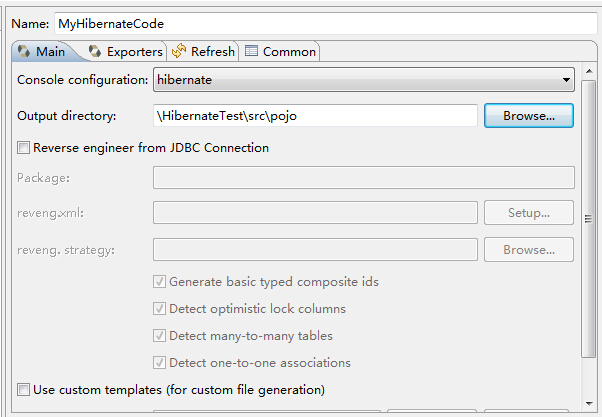 Name: MyHibernateCode
Main Exporters Refresh Common
Console configuration: hibernate
Output directory: \HibernateTest\src\pojo Browse...
Reverse engineer from JDBC Connection
Package:
reveng.xml: Setup...
reveng. strategy: Browse...
Generate basic typed composite ids
Detect optimistic lock columns
Detect many-to-many tables
Detect one-to-one associations
Use custom templates (for custom file generation)